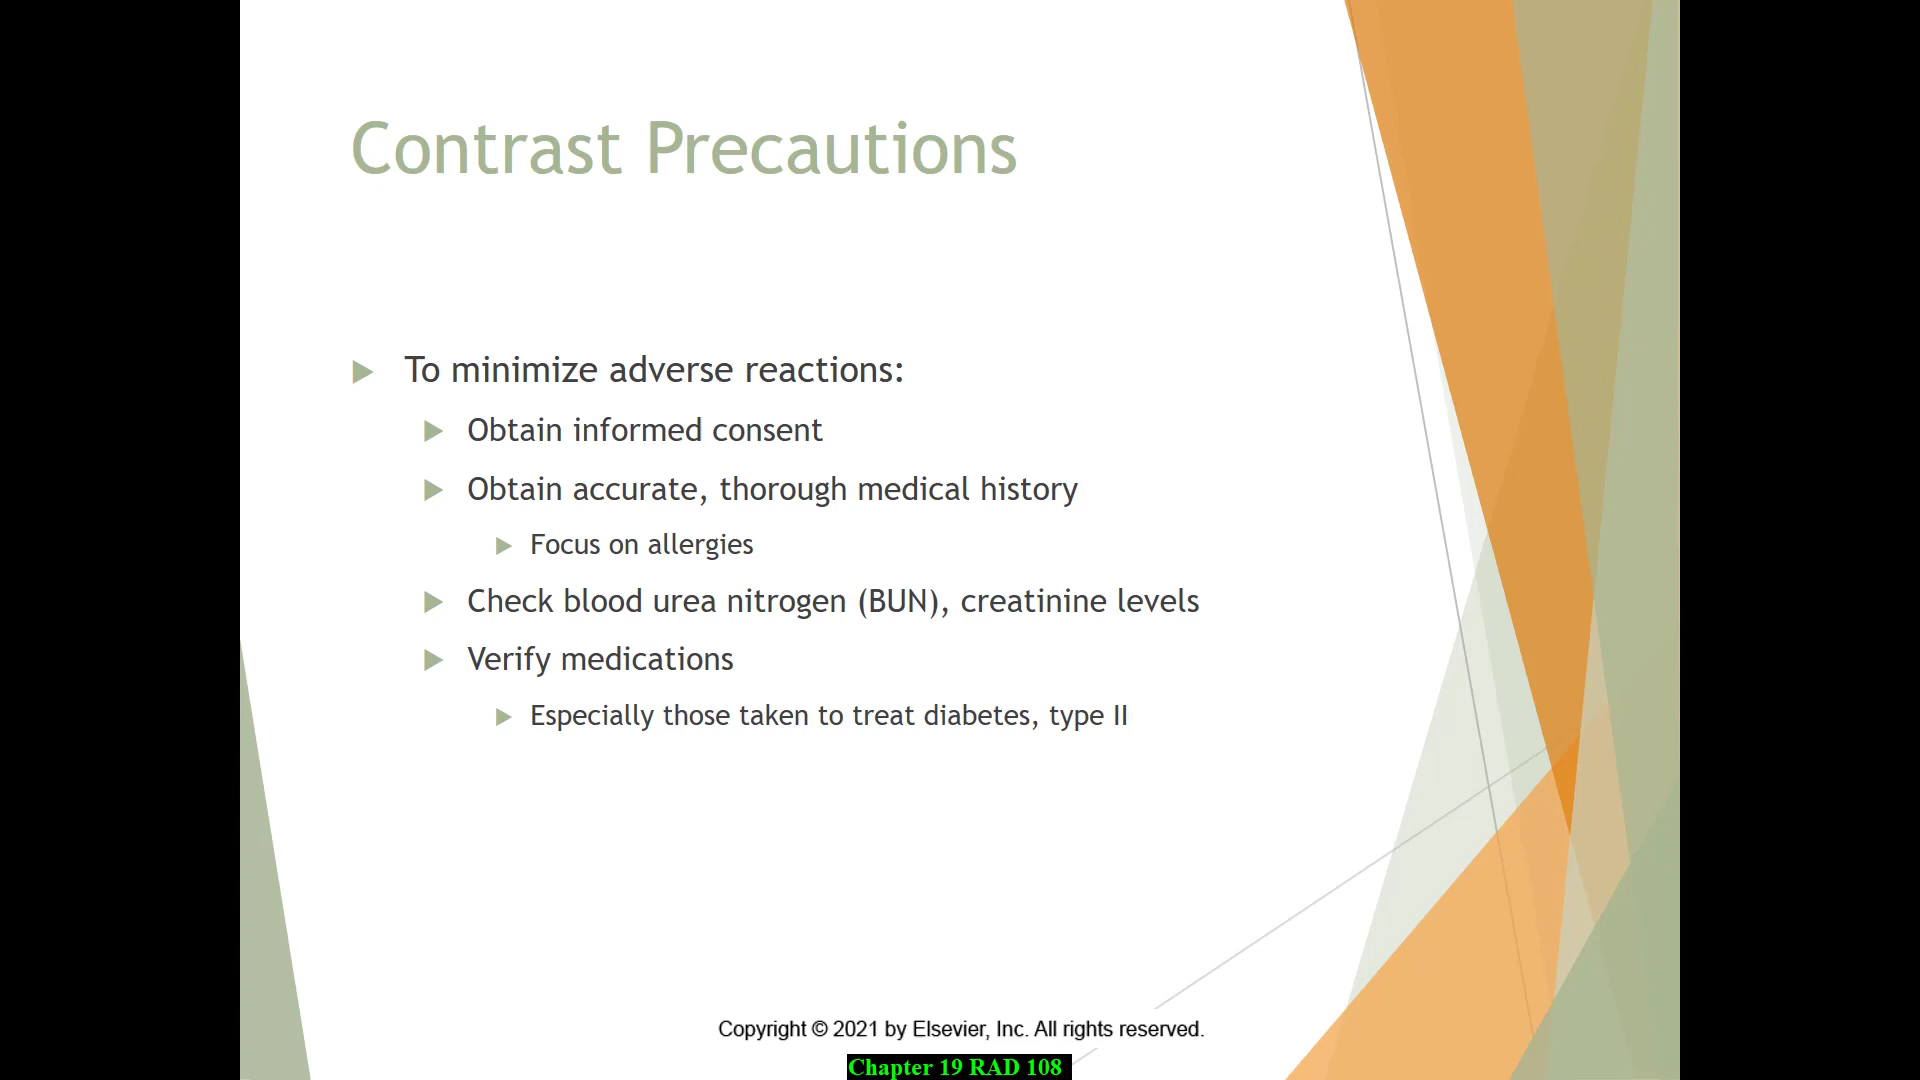 Contrast Precautions
To minimize adverse reactions:
Obtain informed consent
Obtain accurate, thorough medical history
Focus on allergies
Check blood urea nitrogen (BUN), creatinine levels
Verify medications
Especially those taken to treat diabetes, type II
Copyright © 2021 by Elsevier, Inc. All rights reserved.
Chapter 19 RAD 108